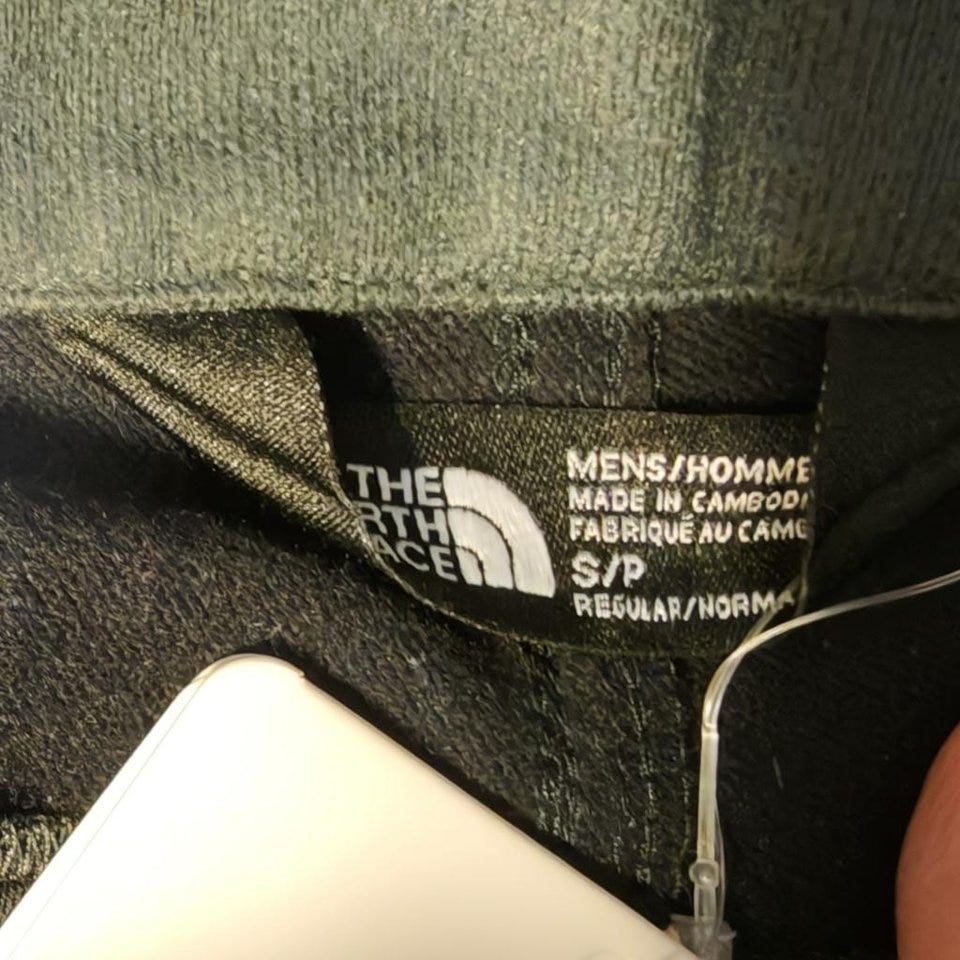 THE
RTH
ACE
MENS/HOMME
MADE IN CAMBODI
FABRIQUÉ AU CAMB
S/P
REGULAR/NORMA